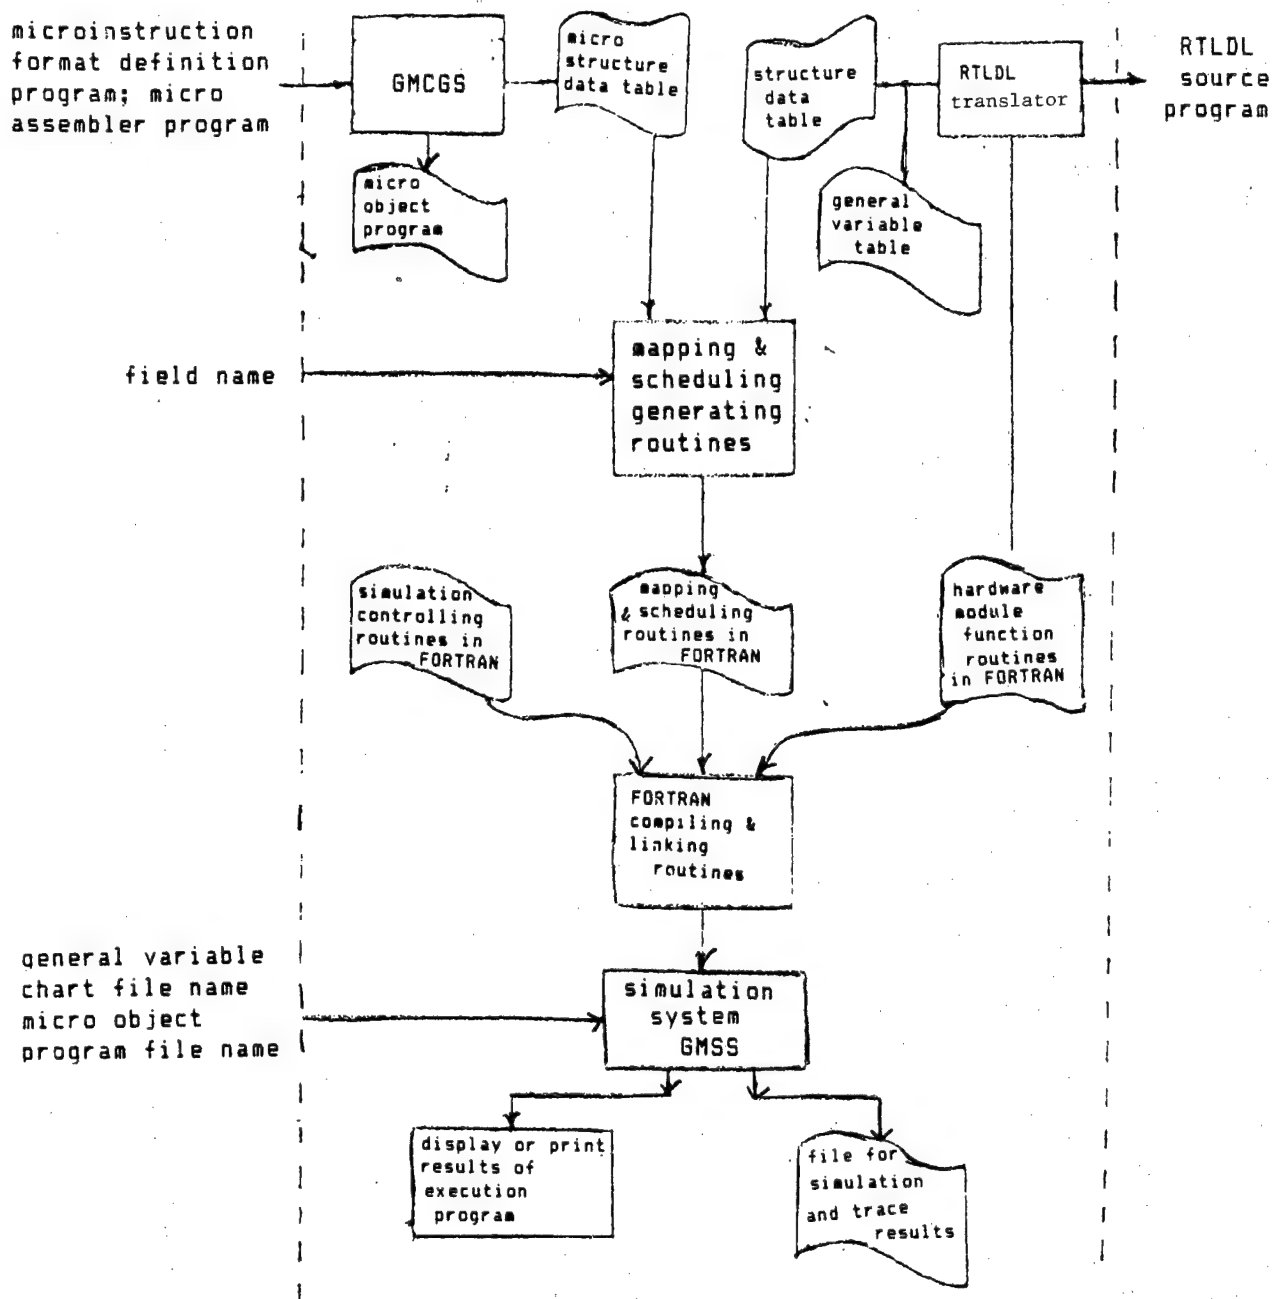 microinstruction
format definition
program; micro
assembler program
GMCGS
micro
structure
data table
structure
data
table
RTLDL
translator
RTLDL
source
program
micro
object
program
general
variable
table
field name
mapping &
scheduling
generating
routines
simulation
controlling
routines in
FORTRAN
mapping
& scheduling
routines in
FORTRAN
hardware
module
function
routines
in FORTRAN
FORTRAN
compiling &
linking
routines
general variable
chart file name
micro object
program file name
simulation
system
GMSS
display or print
results of
execution
program
file for
simulation
and trace
results